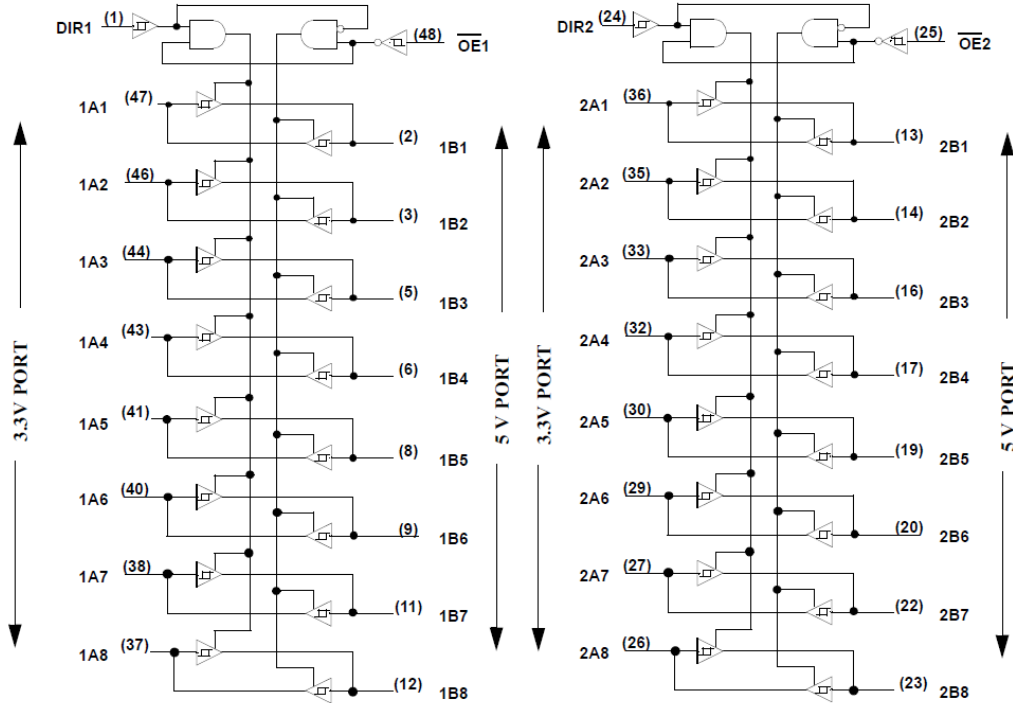 DIR1 (1) (48) OE1
1A1 (47) (2) 1B1
1A2 (46) (3) 1B2
1A3 (44) (5) 1B3
1A4 (43) (6) 1B4
1A5 (41) (8) 1B5
1A6 (40) (9) 1B6
1A7 (38) (11) 1B7
1A8 (37) (12) 1B8
3.3V PORT
5 V PORT
DIR2 (24) (25) OE2
2A1 (36) (13) 2B1
2A2 (35) (14) 2B2
2A3 (33) (16) 2B3
2A4 (32) (17) 2B4
2A5 (30) (19) 2B5
2A6 (29) (20) 2B6
2A7 (27) (22) 2B7
2A8 (26) (23) 2B8
3.3V PORT
5 V PORT